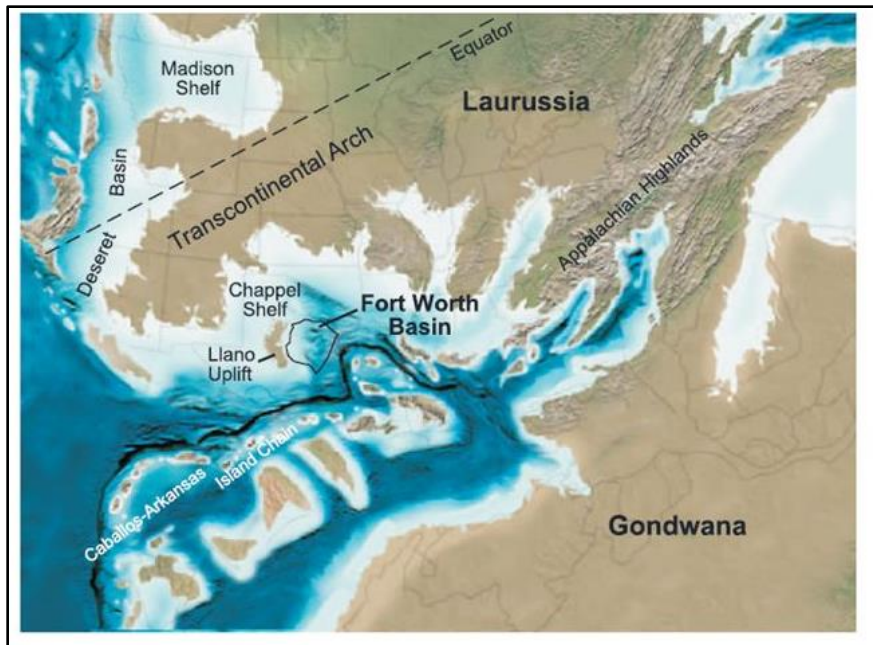 Madison
Shelf
Equator
Laurussia
Transcontinental Arch
Basin
Deseret
Appalachian Highlands
Chappel
Shelf
Fort Worth
Basin
Llano
Uplift
Caballos-Arkansas
Island Chain
Gondwana